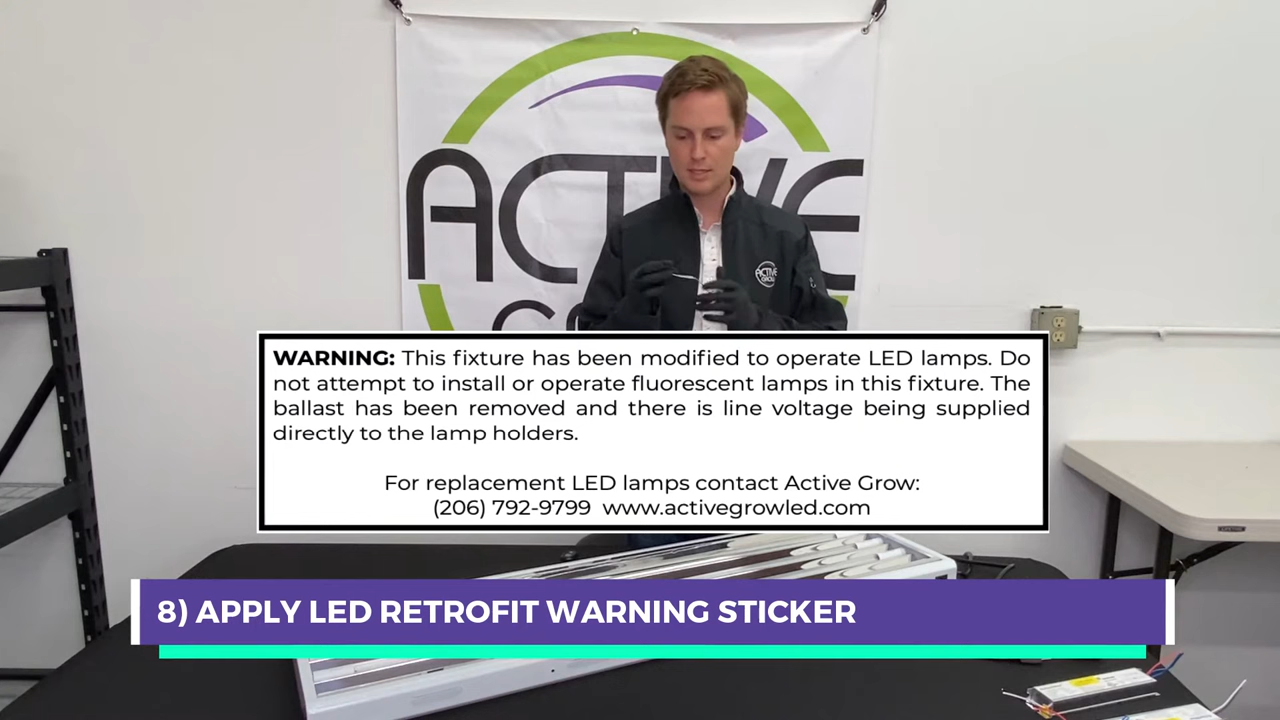 ACTIVE
ACTIVE
GROW
WARNING: This fixture has been modified to operate LED lamps. Do
not attempt to install or operate fluorescent lamps in this fixture. The
ballast has been removed and there is line voltage being supplied
directly to the lamp holders.
For replacement LED lamps contact Active Grow:
(206) 792-9799 www.activegrowled.com
8) APPLY LED RETROFIT WARNING STICKER